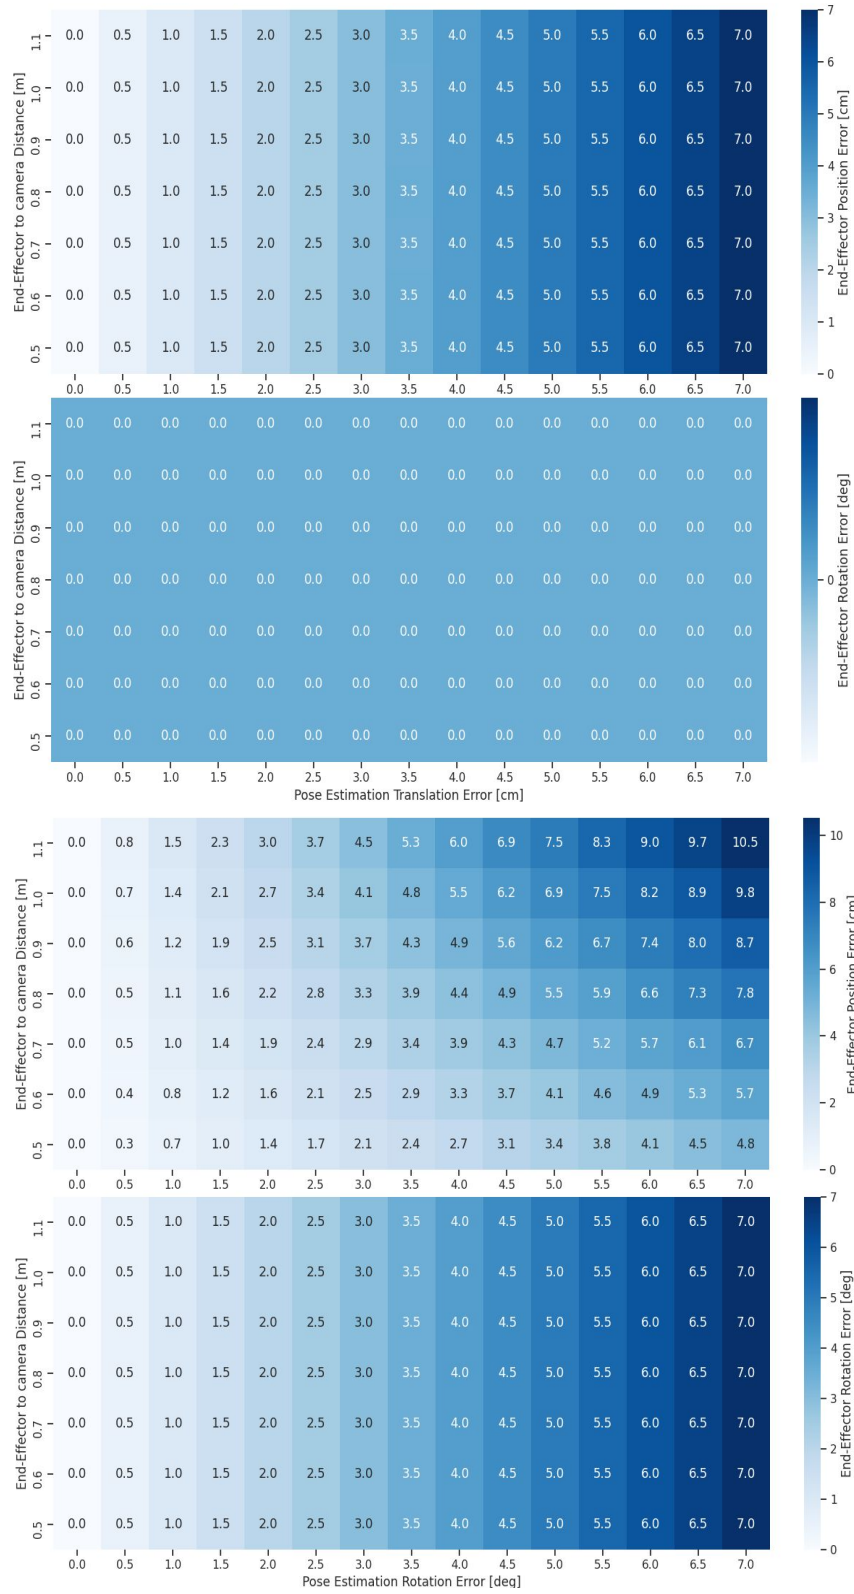 End-Effector to camera Distance [m]
1.1 0.0 0.5 1.0 1.5 2.0 2.5 3.0 3.5 4.0 4.5 5.0 5.5 6.0 6.5 7.0
1.0 0.0 0.5 1.0 1.5 2.0 2.5 3.0 3.5 4.0 4.5 5.0 5.5 6.0 6.5 7.0
0.9 0.0 0.5 1.0 1.5 2.0 2.5 3.0 3.5 4.0 4.5 5.0 5.5 6.0 6.5 7.0
0.8 0.0 0.5 1.0 1.5 2.0 2.5 3.0 3.5 4.0 4.5 5.0 5.5 6.0 6.5 7.0
0.7 0.0 0.5 1.0 1.5 2.0 2.5 3.0 3.5 4.0 4.5 5.0 5.5 6.0 6.5 7.0
0.6 0.0 0.5 1.0 1.5 2.0 2.5 3.0 3.5 4.0 4.5 5.0 5.5 6.0 6.5 7.0
0.5 0.0 0.5 1.0 1.5 2.0 2.5 3.0 3.5 4.0 4.5 5.0 5.5 6.0 6.5 7.0
0.0 0.5 1.0 1.5 2.0 2.5 3.0 3.5 4.0 4.5 5.0 5.5 6.0 6.5 7.0
7
6
5
4
3
2
1
0
End-Effector Position Error [cm]
End-Effector to camera Distance [m]
1.1 0.0 0.0 0.0 0.0 0.0 0.0 0.0 0.0 0.0 0.0 0.0 0.0 0.0 0.0 0.0
1.0 0.0 0.0 0.0 0.0 0.0 0.0 0.0 0.0 0.0 0.0 0.0 0.0 0.0 0.0 0.0
0.9 0.0 0.0 0.0 0.0 0.0 0.0 0.0 0.0 0.0 0.0 0.0 0.0 0.0 0.0 0.0
0.8 0.0 0.0 0.0 0.0 0.0 0.0 0.0 0.0 0.0 0.0 0.0 0.0 0.0 0.0 0.0
0.7 0.0 0.0 0.0 0.0 0.0 0.0 0.0 0.0 0.0 0.0 0.0 0.0 0.0 0.0 0.0
0.6 0.0 0.0 0.0 0.0 0.0 0.0 0.0 0.0 0.0 0.0 0.0 0.0 0.0 0.0 0.0
0.5 0.0 0.0 0.0 0.0 0.0 0.0 0.0 0.0 0.0 0.0 0.0 0.0 0.0 0.0 0.0
0.0 0.5 1.0 1.5 2.0 2.5 3.0 3.5 4.0 4.5 5.0 5.5 6.0 6.5 7.0
Pose Estimation Translation Error [cm]
0
End-Effector Rotation Error [deg]
End-Effector to camera Distance [m]
1.1 0.0 0.8 1.5 2.3 3.0 3.7 4.5 5.3 6.0 6.9 7.5 8.3 9.0 9.7 10.5
1.0 0.0 0.7 1.4 2.1 2.7 3.4 4.1 4.8 5.5 6.2 6.9 7.5 8.2 8.9 9.8
0.9 0.0 0.6 1.2 1.9 2.5 3.1 3.7 4.3 4.9 5.6 6.2 6.7 7.4 8.0 8.7
0.8 0.0 0.5 1.1 1.6 2.2 2.8 3.3 3.9 4.4 4.9 5.5 5.9 6.6 7.3 7.8
0.7 0.0 0.5 1.0 1.4 1.9 2.4 2.9 3.4 3.9 4.3 4.7 5.2 5.7 6.1 6.7
0.6 0.0 0.4 0.8 1.2 1.6 2.1 2.5 2.9 3.3 3.7 4.1 4.6 4.9 5.3 5.7
0.5 0.0 0.3 0.7 1.0 1.4 1.7 2.1 2.4 2.7 3.1 3.4 3.8 4.1 4.5 4.8
0.0 0.5 1.0 1.5 2.0 2.5 3.0 3.5 4.0 4.5 5.0 5.5 6.0 6.5 7.0
10
8
6
4
2
0
End-Effector Position Error [cm]
End-Effector to camera Distance [m]
1.1 0.0 0.5 1.0 1.5 2.0 2.5 3.0 3.5 4.0 4.5 5.0 5.5 6.0 6.5 7.0
1.0 0.0 0.5 1.0 1.5 2.0 2.5 3.0 3.5 4.0 4.5 5.0 5.5 6.0 6.5 7.0
0.9 0.0 0.5 1.0 1.5 2.0 2.5 3.0 3.5 4.0 4.5 5.0 5.5 6.0 6.5 7.0
0.8 0.0 0.5 1.0 1.5 2.0 2.5 3.0 3.5 4.0 4.5 5.0 5.5 6.0 6.5 7.0
0.7 0.0 0.5 1.0 1.5 2.0 2.5 3.0 3.5 4.0 4.5 5.0 5.5 6.0 6.5 7.0
0.6 0.0 0.5 1.0 1.5 2.0 2.5 3.0 3.5 4.0 4.5 5.0 5.5 6.0 6.5 7.0
0.5 0.0 0.5 1.0 1.5 2.0 2.5 3.0 3.5 4.0 4.5 5.0 5.5 6.0 6.5 7.0
0.0 0.5 1.0 1.5 2.0 2.5 3.0 3.5 4.0 4.5 5.0 5.5 6.0 6.5 7.0
Pose Estimation Rotation Error [deg]
7
6
5
4
3
2
1
0
End-Effector Rotation Error [deg]